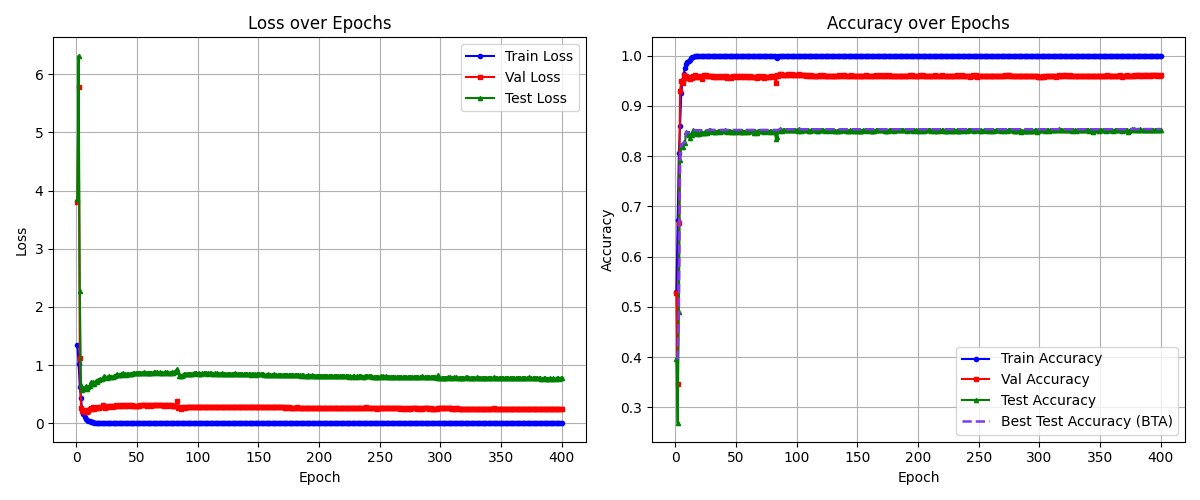 Loss over Epochs
Train Loss
Val Loss
Test Loss
6
5
4
3
2
1
0
Loss
0 50 100 150 200 250 300 350 400
Epoch
Accuracy over Epochs
1.0
0.9
0.8
0.7
0.6
0.5
0.4
0.3
Accuracy
Train Accuracy
Val Accuracy
Test Accuracy
Best Test Accuracy (BTA)
0 50 100 150 200 250 300 350 400
Epoch